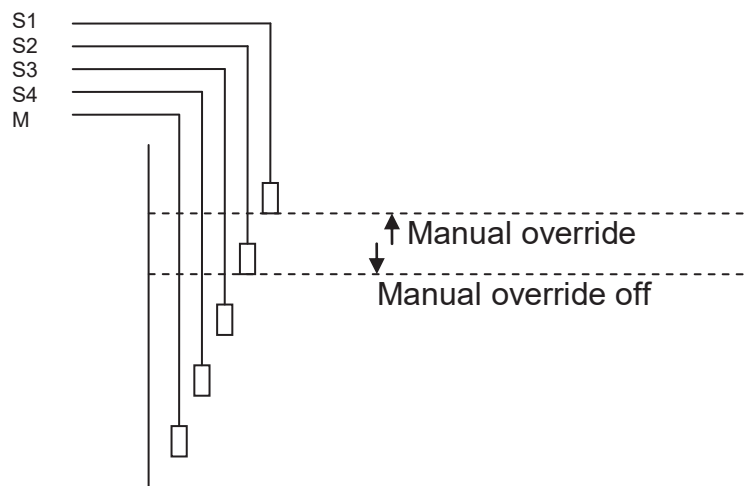 S1
S2
S3
S4
M
Manual override
Manual override off